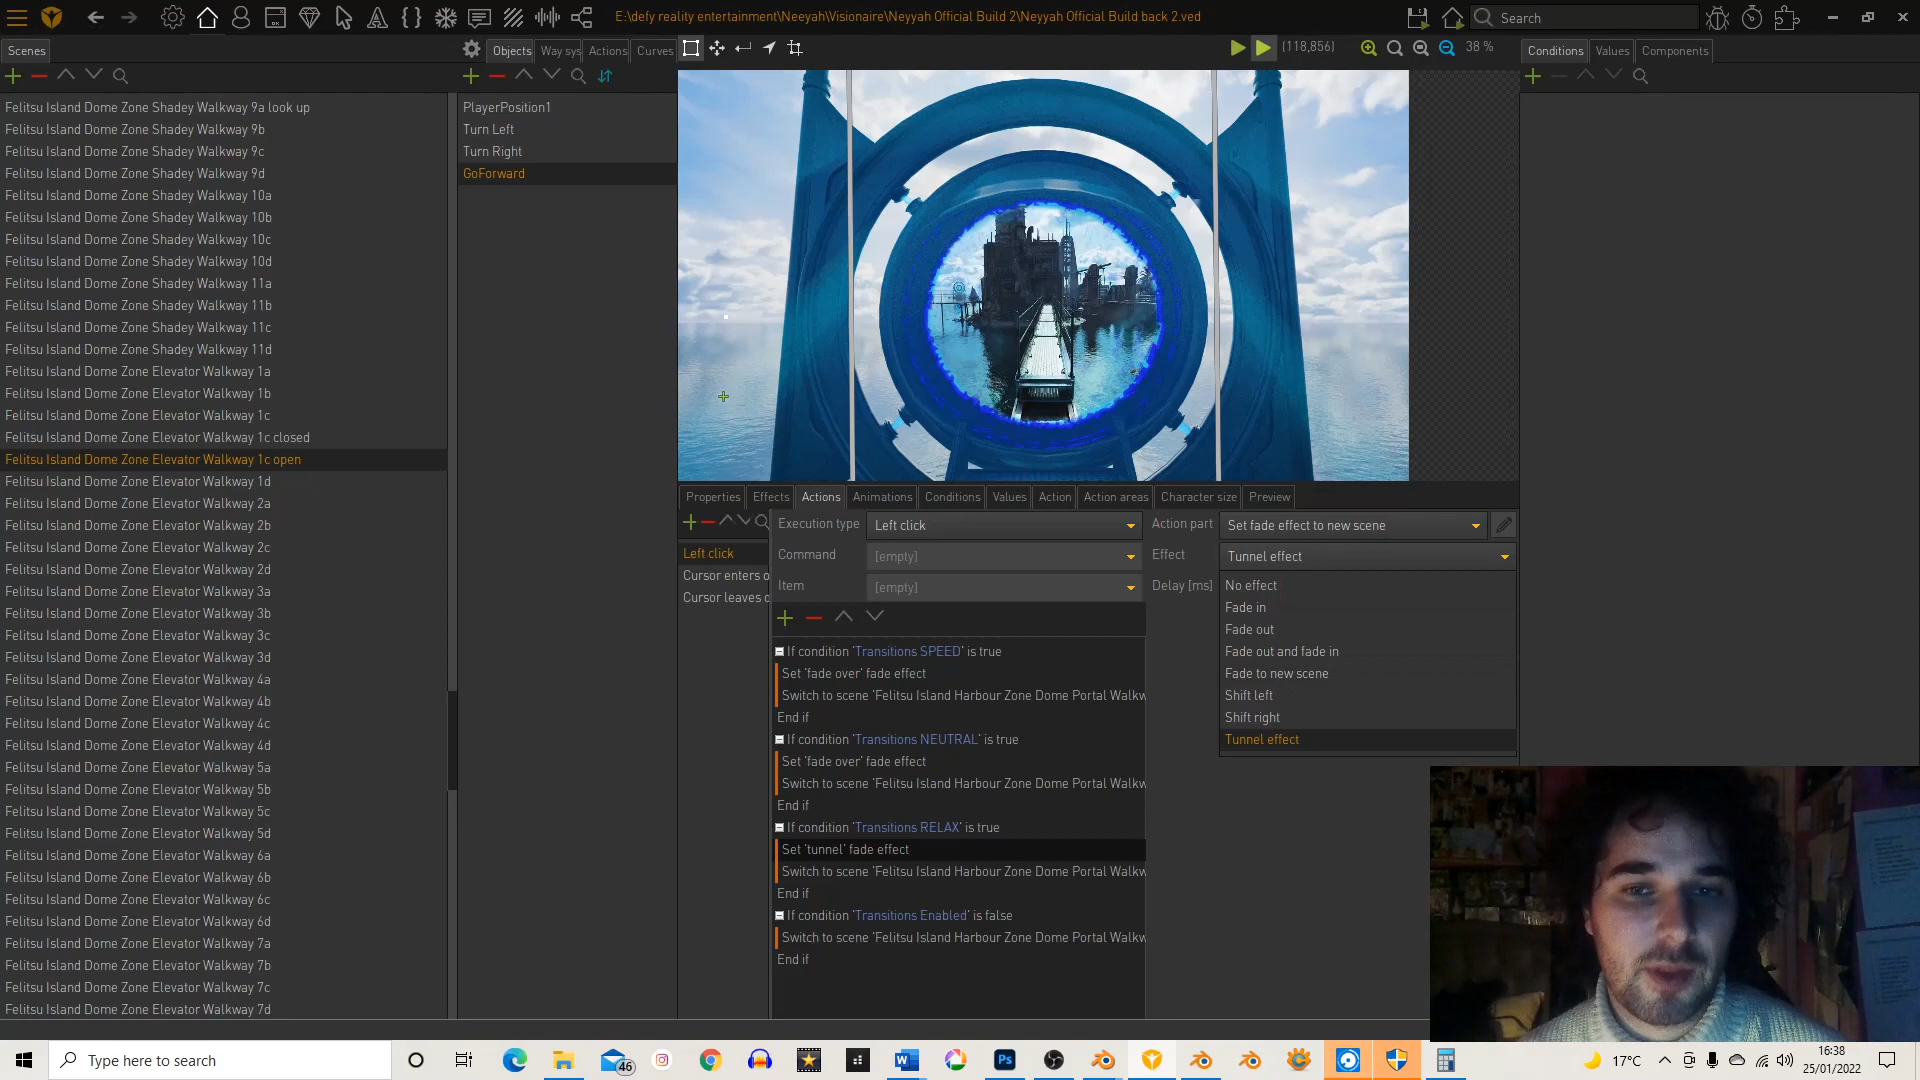 E:\defy reality entertainment\Neeyah\Visionaire\Neyyah Official Build 2\Neyyah Official Build back 2.ved
Search
Scenes
Objects
Way sys
Actions
Curves
(118,856)
38 %
Conditions
Values
Components
Felitsu Island Dome Zone Shadey Walkway 9a look up
Felitsu Island Dome Zone Shadey Walkway 9b
Felitsu Island Dome Zone Shadey Walkway 9c
Felitsu Island Dome Zone Shadey Walkway 9d
Felitsu Island Dome Zone Shadey Walkway 10a
Felitsu Island Dome Zone Shadey Walkway 10b
Felitsu Island Dome Zone Shadey Walkway 10c
Felitsu Island Dome Zone Shadey Walkway 10d
Felitsu Island Dome Zone Shadey Walkway 11a
Felitsu Island Dome Zone Shadey Walkway 11b
Felitsu Island Dome Zone Shadey Walkway 11c
Felitsu Island Dome Zone Shadey Walkway 11d
Felitsu Island Dome Zone Elevator Walkway 1a
Felitsu Island Dome Zone Elevator Walkway 1b
Felitsu Island Dome Zone Elevator Walkway 1c
Felitsu Island Dome Zone Elevator Walkway 1c closed
Felitsu Island Dome Zone Elevator Walkway 1c open
Felitsu Island Dome Zone Elevator Walkway 1d
Felitsu Island Dome Zone Elevator Walkway 2a
Felitsu Island Dome Zone Elevator Walkway 2b
Felitsu Island Dome Zone Elevator Walkway 2c
Felitsu Island Dome Zone Elevator Walkway 2d
Felitsu Island Dome Zone Elevator Walkway 3a
Felitsu Island Dome Zone Elevator Walkway 3b
Felitsu Island Dome Zone Elevator Walkway 3c
Felitsu Island Dome Zone Elevator Walkway 3d
Felitsu Island Dome Zone Elevator Walkway 4a
Felitsu Island Dome Zone Elevator Walkway 4b
Felitsu Island Dome Zone Elevator Walkway 4c
Felitsu Island Dome Zone Elevator Walkway 4d
Felitsu Island Dome Zone Elevator Walkway 5a
Felitsu Island Dome Zone Elevator Walkway 5b
Felitsu Island Dome Zone Elevator Walkway 5c
Felitsu Island Dome Zone Elevator Walkway 5d
Felitsu Island Dome Zone Elevator Walkway 6a
Felitsu Island Dome Zone Elevator Walkway 6b
Felitsu Island Dome Zone Elevator Walkway 6c
Felitsu Island Dome Zone Elevator Walkway 6d
Felitsu Island Dome Zone Elevator Walkway 7a
Felitsu Island Dome Zone Elevator Walkway 7b
Felitsu Island Dome Zone Elevator Walkway 7c
Felitsu Island Dome Zone Elevator Walkway 7d
PlayerPosition1
Turn Left
Turn Right
GoForward
Properties
Effects
Actions
Animations
Conditions
Values
Action
Action areas
Character size
Preview
Left click
Cursor enters o
Cursor leaves o
Execution type
Left click
Command
[empty]
Item
[empty]
If condition 'Transitions SPEED' is true
Set 'fade over' fade effect
Switch to scene 'Felitsu Island Harbour Zone Dome Portal Walkw
End if
If condition 'Transitions NEUTRAL' is true
Set 'fade over' fade effect
Switch to scene 'Felitsu Island Harbour Zone Dome Portal Walkw
End if
If condition 'Transitions RELAX' is true
Set 'tunnel' fade effect
Switch to scene 'Felitsu Island Harbour Zone Dome Portal Walkw
End if
If condition 'Transitions Enabled' is false
Switch to scene 'Felitsu Island Harbour Zone Dome Portal Walkw
End if
Action part
Set fade effect to new scene
Effect
Tunnel effect
Delay [ms]
No effect
Fade in
Fade out
Fade out and fade in
Fade to new scene
Shift left
Shift right
Tunnel effect
Type here to search
46
W
Ps
17°C
16:38
25/01/2022